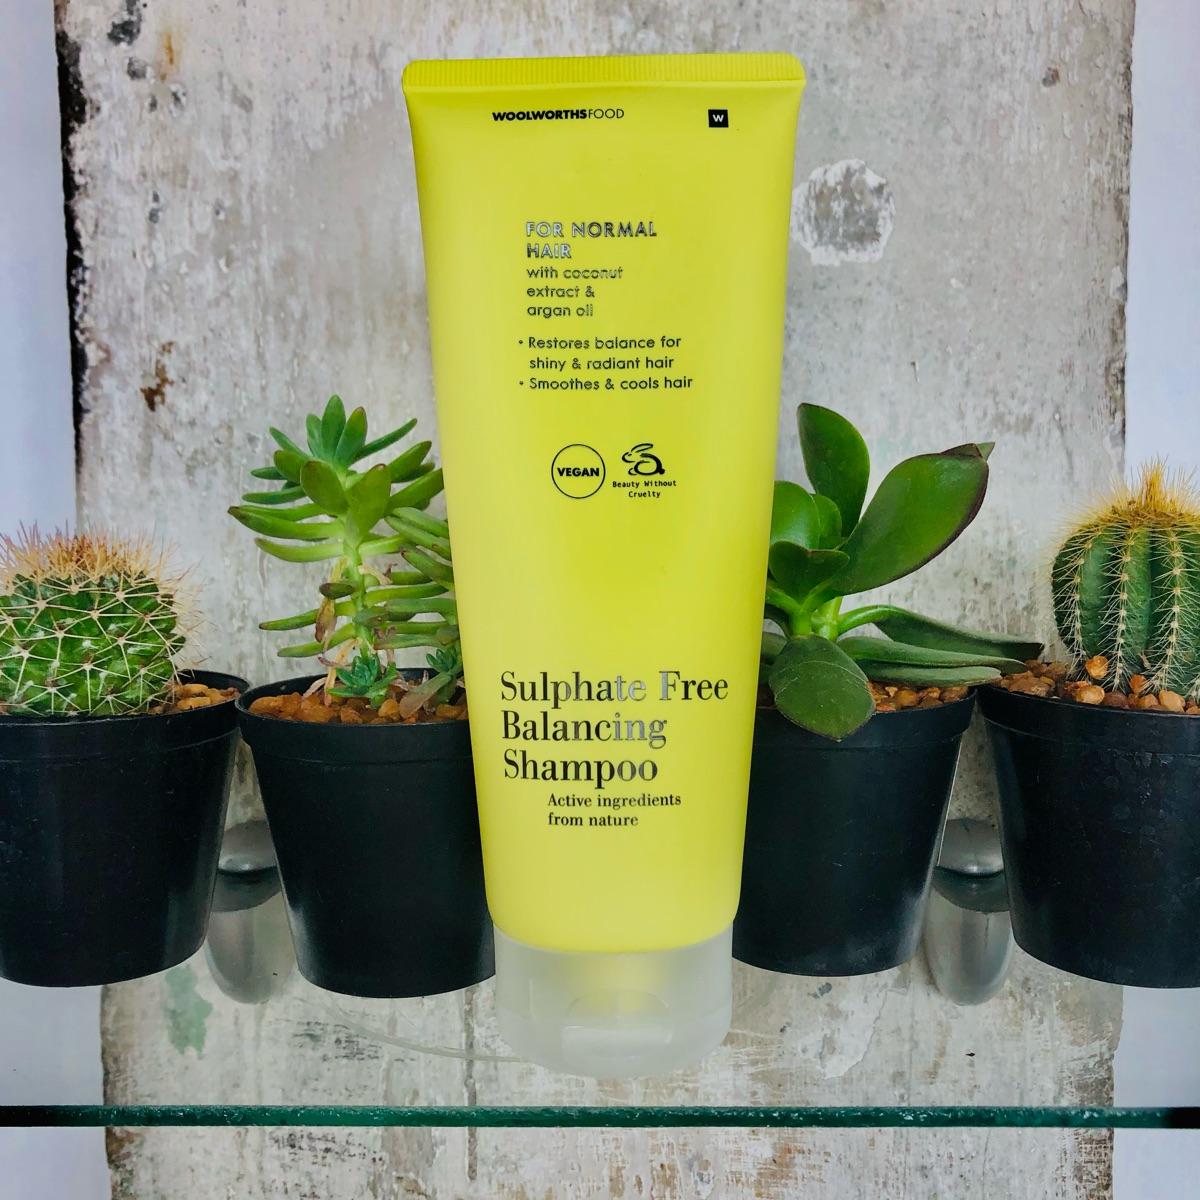 WOOLWORTHSFOOD
W
FOR NORMAL
HAIR
with coconut
extract &
argan oil
• Restores balance for
shiny & radiant hair
• Smoothes & cools hair
VEGAN
Beauty Without
Cruelty
Sulphate Free
Balancing
Shampoo
Active ingredients
from nature